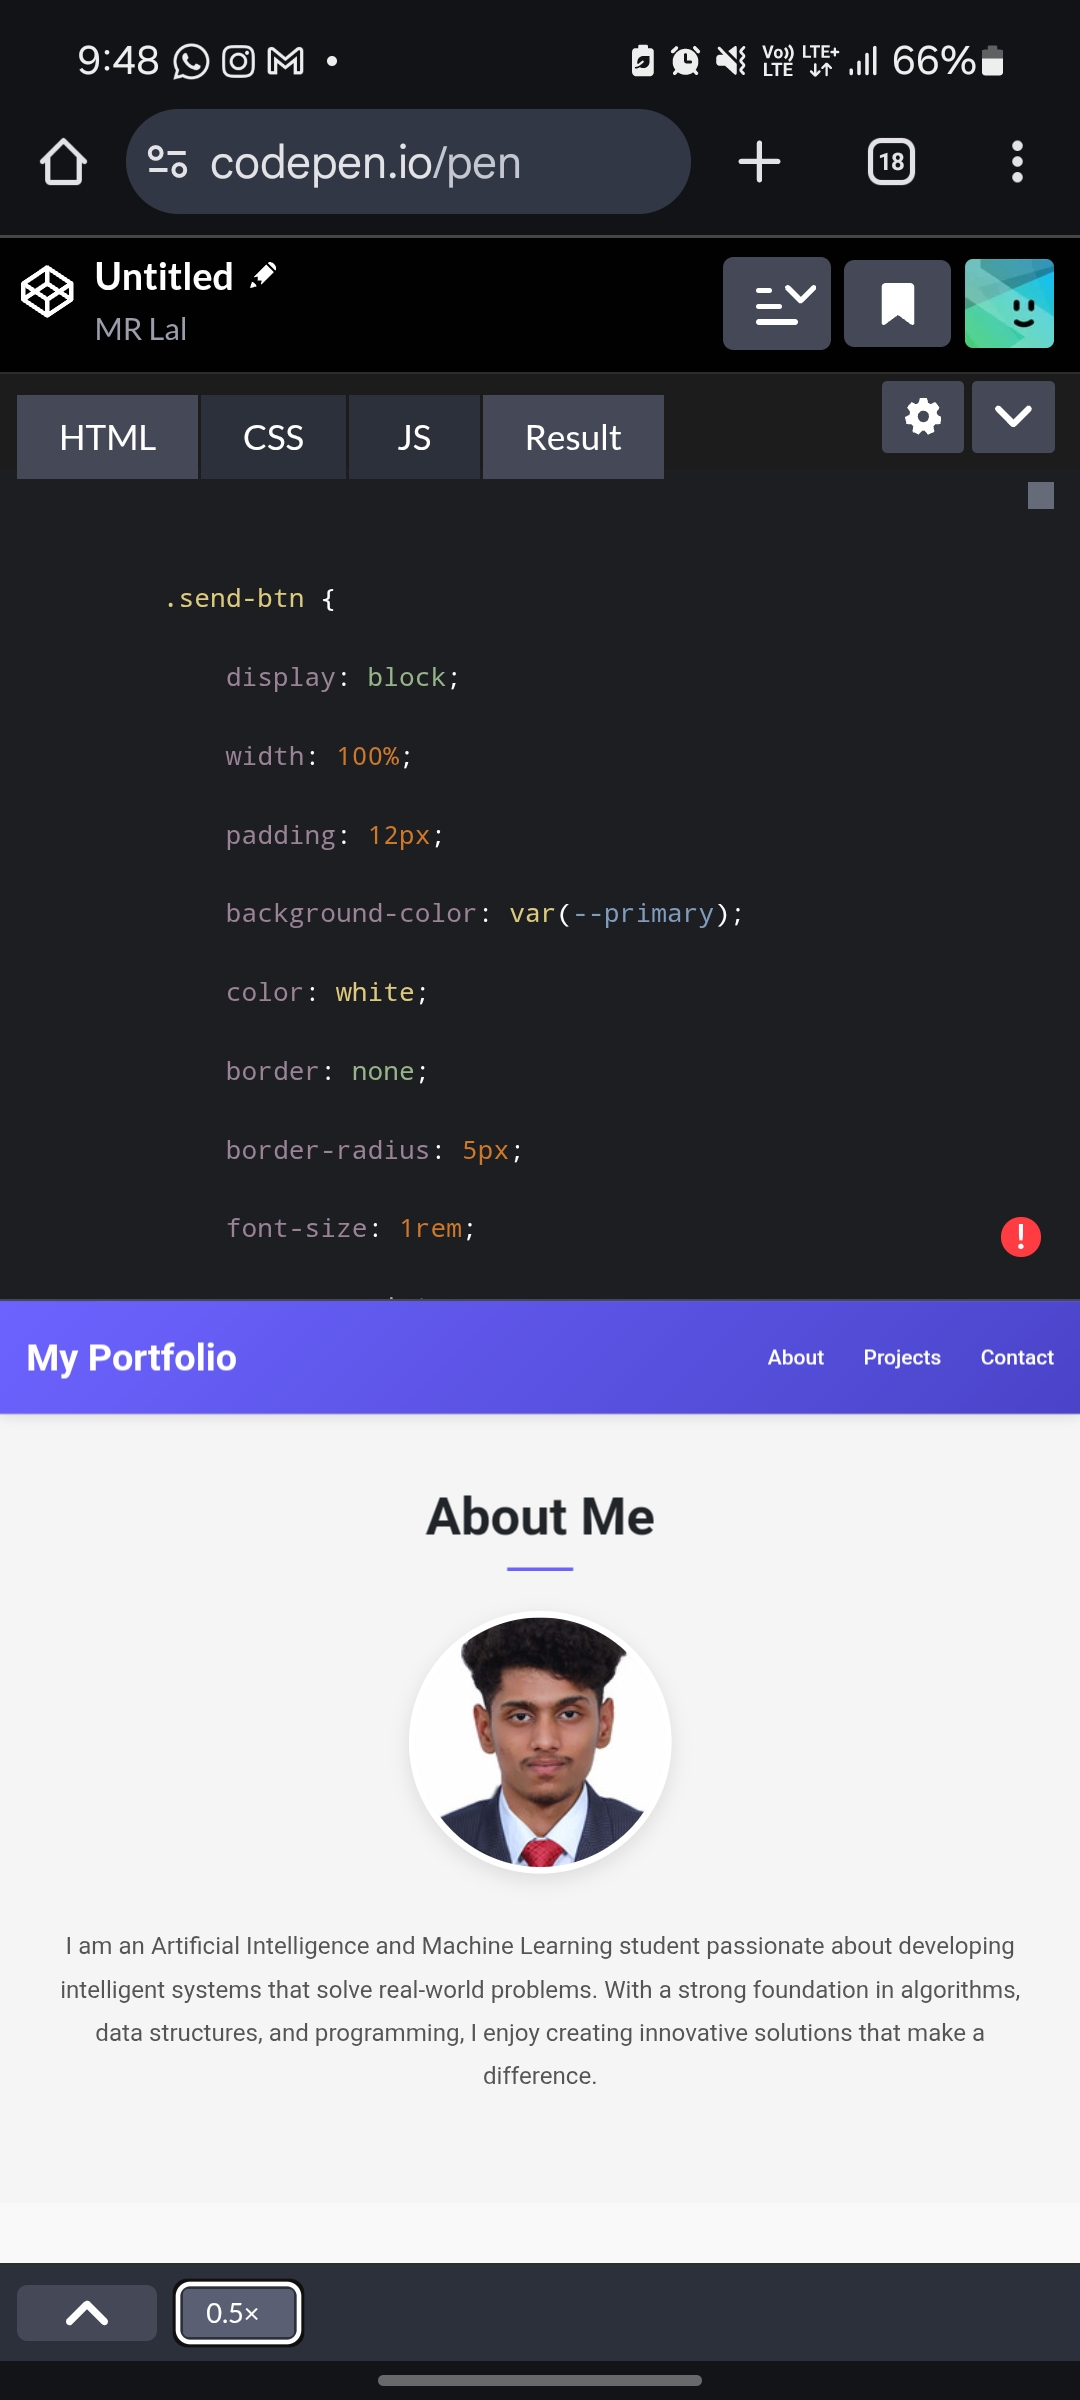 9:48
Vo)) LTE LTE+ 66%
codepen.io/pen
18
Untitled
MR Lal
HTML CSS JS Result
.send-btn {
display: block;
width: 100%;
padding: 12px;
background-color: var(--primary);
color: white;
border: none;
border-radius: 5px;
font-size: 1rem;
My Portfolio
About Projects Contact
About Me
I am an Artificial Intelligence and Machine Learning student passionate about developing
intelligent systems that solve real-world problems. With a strong foundation in algorithms,
data structures, and programming, I enjoy creating innovative solutions that make a
difference.
0.5×